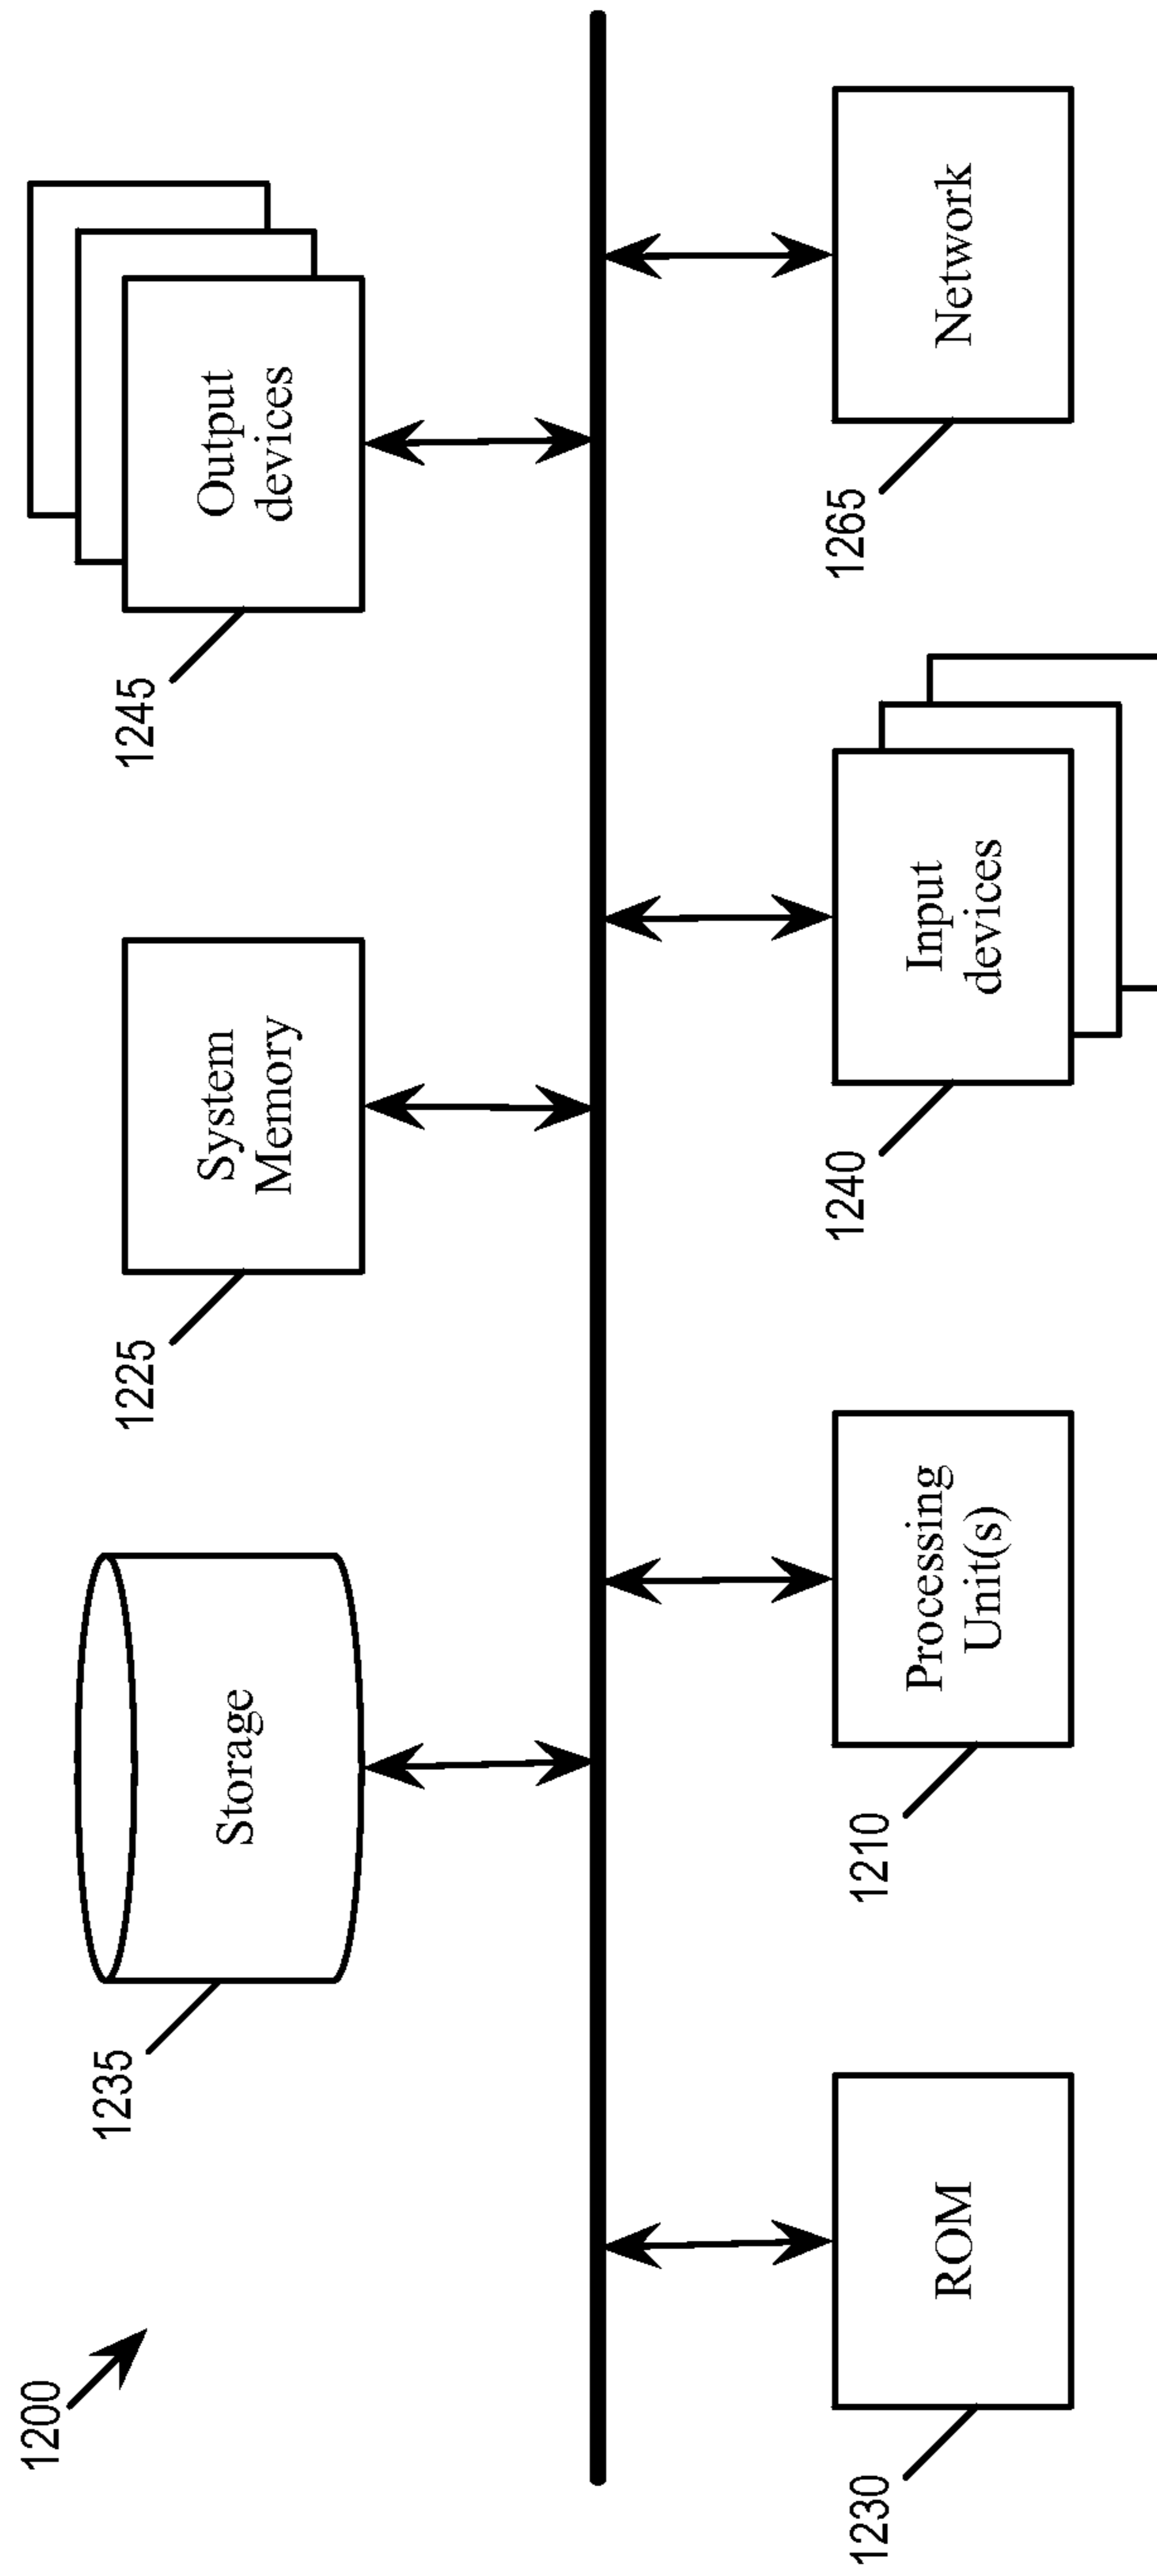 1200
1235
Storage
1225
System
Memory
1245
Output
devices
1230
ROM
1210
Processing
Unit(s)
1240
Input
devices
1265
Network